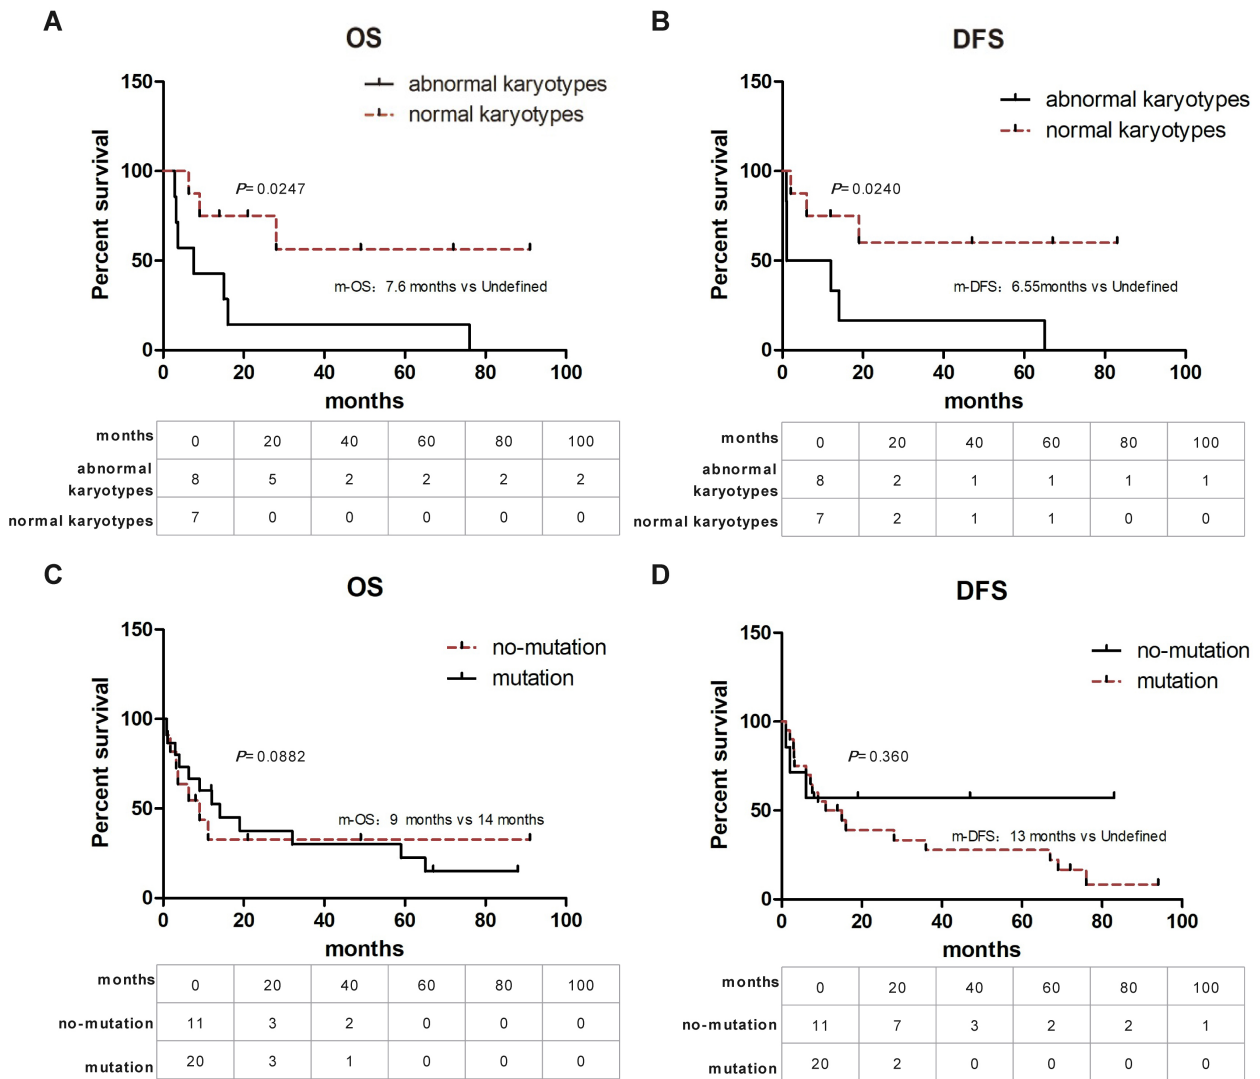 A
OS
abnormal karyotypes
normal karyotypes
150
100
50
0
Percent survival
P= 0.0247
m-OS: 7.6 months vs Undefined
0 20 40 60 80 100
months
months 0 20 40 60 80 100
abnormal karyotypes 8 5 2 2 2 2
normal karyotypes 7 0 0 0 0 0
B
DFS
abnormal karyotypes
normal karyotypes
150
100
50
0
Percent survival
P= 0.0240
m-DFS: 6.55months vs Undefined
0 20 40 60 80 100
months
months 0 20 40 60 80 100
abnormal karyotypes 8 2 1 1 1 1
normal karyotypes 7 2 1 1 0 0
C
OS
no-mutation
mutation
150
100
50
0
Percent survival
P= 0.0882
m-OS: 9 months vs 14 months
0 20 40 60 80 100
months
months 0 20 40 60 80 100
no-mutation 11 3 2 0 0 0
mutation 20 3 1 0 0 0
D
DFS
no-mutation
mutation
150
100
50
0
Percent survival
P= 0.360
m-DFS: 13 months vs Undefined
0 20 40 60 80 100
months
months 0 20 40 60 80 100
no-mutation 11 7 3 2 2 1
mutation 20 2 0 0 0 0